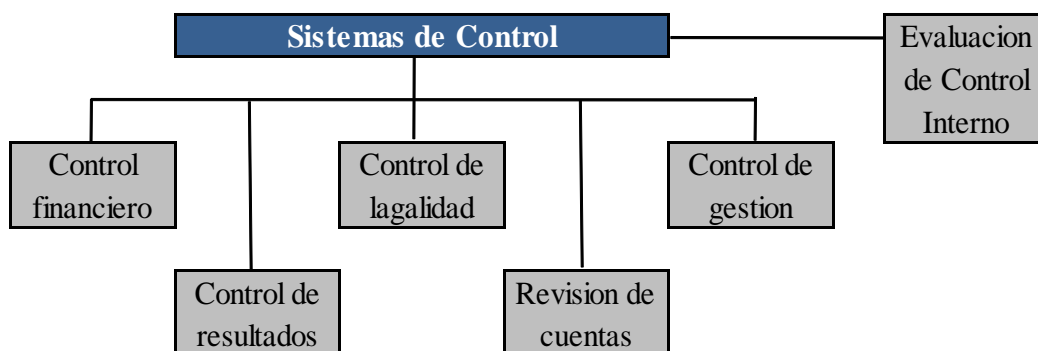 Sistemas de Control
Evaluacion
de Control
Interno
Control
financiero
Control de
lagalidad
Control de
gestion
Control de
resultados
Revision de
cuentas